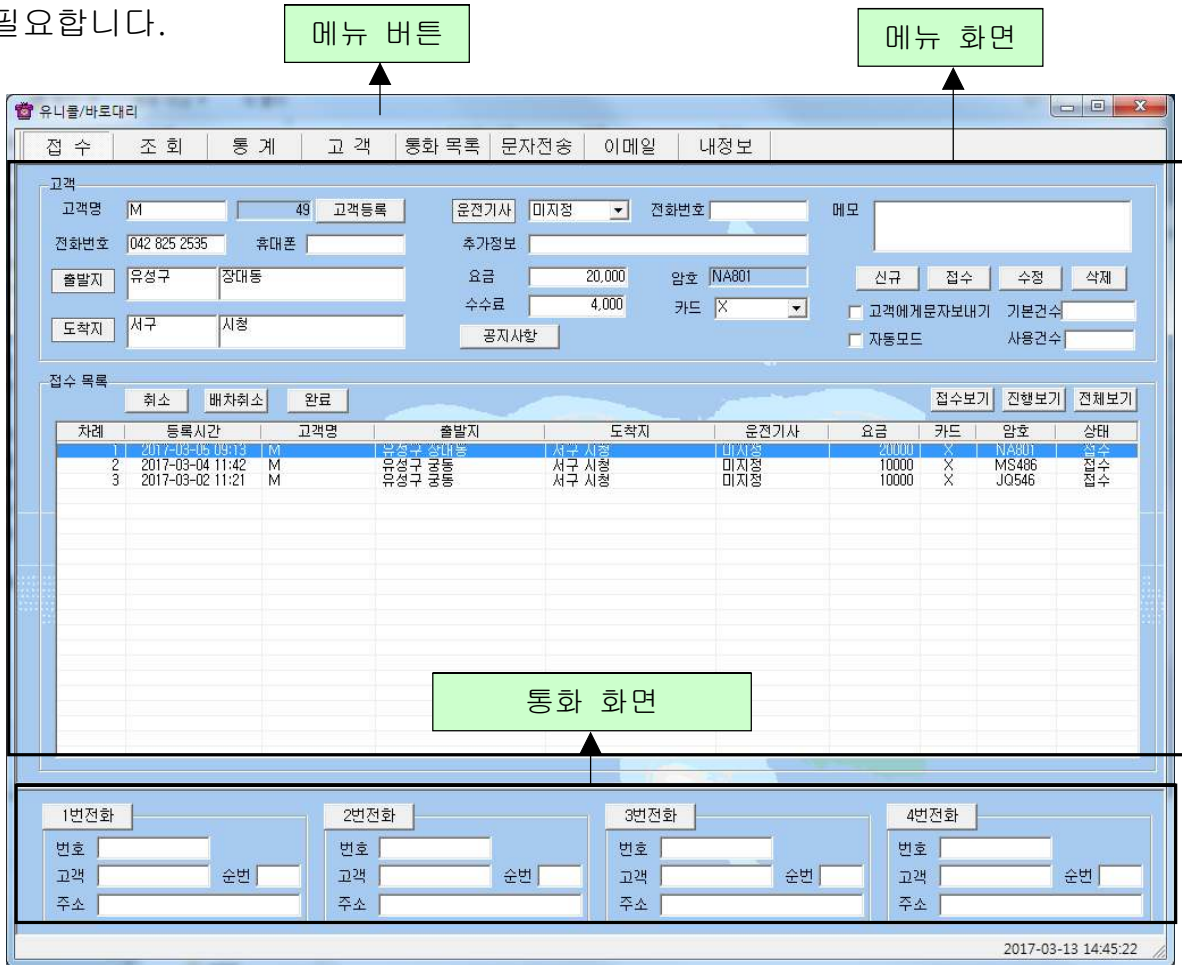 필요합니다.
메뉴 버튼
메뉴 화면
유니콜/바로대리
접 수 조 회 통 계 고 객 통화 목록 문자전송 이메일 내정보
고객
고객명 M 49 고객등록 운전기사 미지정 전화번호 메모
전화번호 042 825 2535 휴대폰 추가정보
출발지 유성구 장대동 요금 20,000 암호 NA801 신규 접수 수정 삭제
수수료 4,000 카드 X 고객에게문자보내기 기본건수
도착지 서구 시청 공지사항 자동모드 사용건수
접수 목록
취소 배차취소 완료 접수보기 진행보기 전체보기
차례 등록시간 고객명 출발지 도착지 운전기사 요금 카드 암호 상태
1 2017-03-05 09:13 M 유성구 장대동 서구 시청 미지정 20000 X NA801 접수
2 2017-03-04 11:42 M 유성구 궁동 서구 시청 미지정 10000 X MS486 접수
3 2017-03-02 11:21 M 유성구 궁동 서구 시청 미지정 10000 X JQ546 접수
통화 화면
1번전화 2번전화 3번전화 4번전화
번호 번호 번호 번호
고객 순번 고객 순번 고객 순번 고객 순번
주소 주소 주소 주소
2017-03-13 14:45:22